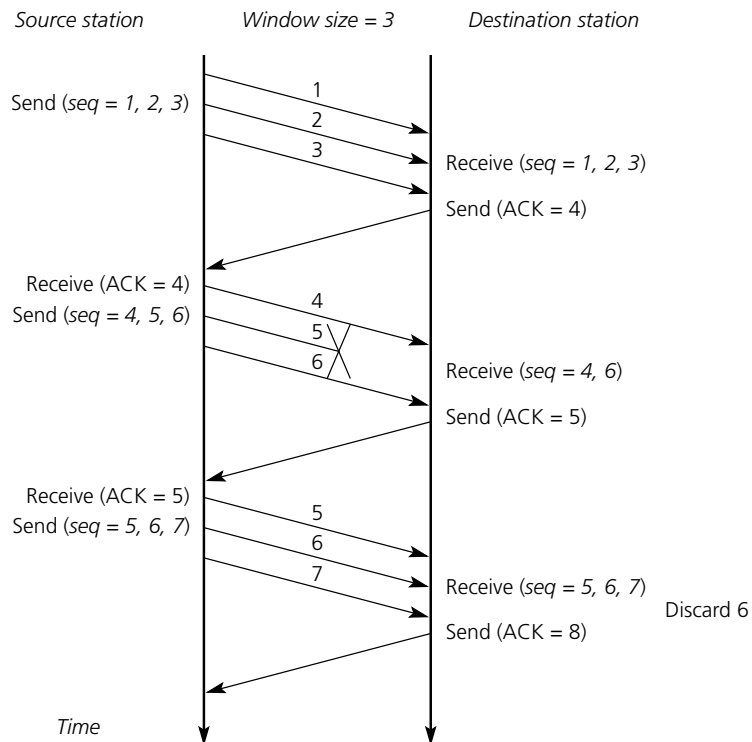 Source station Window size = 3 Destination station
1
Send (seq = 1, 2, 3)
2
3
Receive (seq = 1, 2, 3)
Send (ACK = 4)
Receive (ACK = 4)
4
Send (seq = 4, 5, 6)
5
6
Receive (seq = 4, 6)
Send (ACK = 5)
Receive (ACK = 5)
5
Send (seq = 5, 6, 7)
6
7
Receive (seq = 5, 6, 7)
Discard 6
Send (ACK = 8)
Time